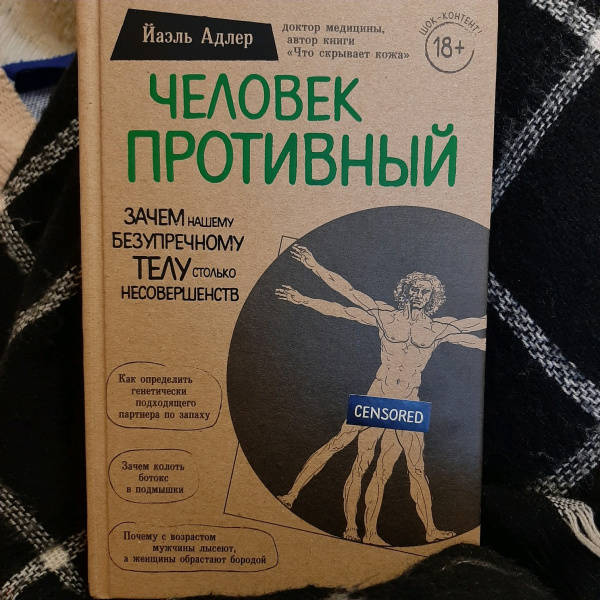 Йаэль Адлер
доктор медицины,
автор книги
«Что скрывает кожа»
ШОК-КОНТЕНТ!
18+
ЧЕЛОВЕК
ПРОТИВНЫЙ
ЗАЧЕМ НАШЕМУ
БЕЗУПРЕЧНОМУ
ТЕЛУ СТОЛЬКО
НЕСОВЕРШЕНСТВ
Как определить
генетически
подходящего
партнера по запаху
CENSORED
Зачем колоть
ботокс
в подмышки
Почему с возрастом
мужчины лысеют,
а женщины обрастают бородой